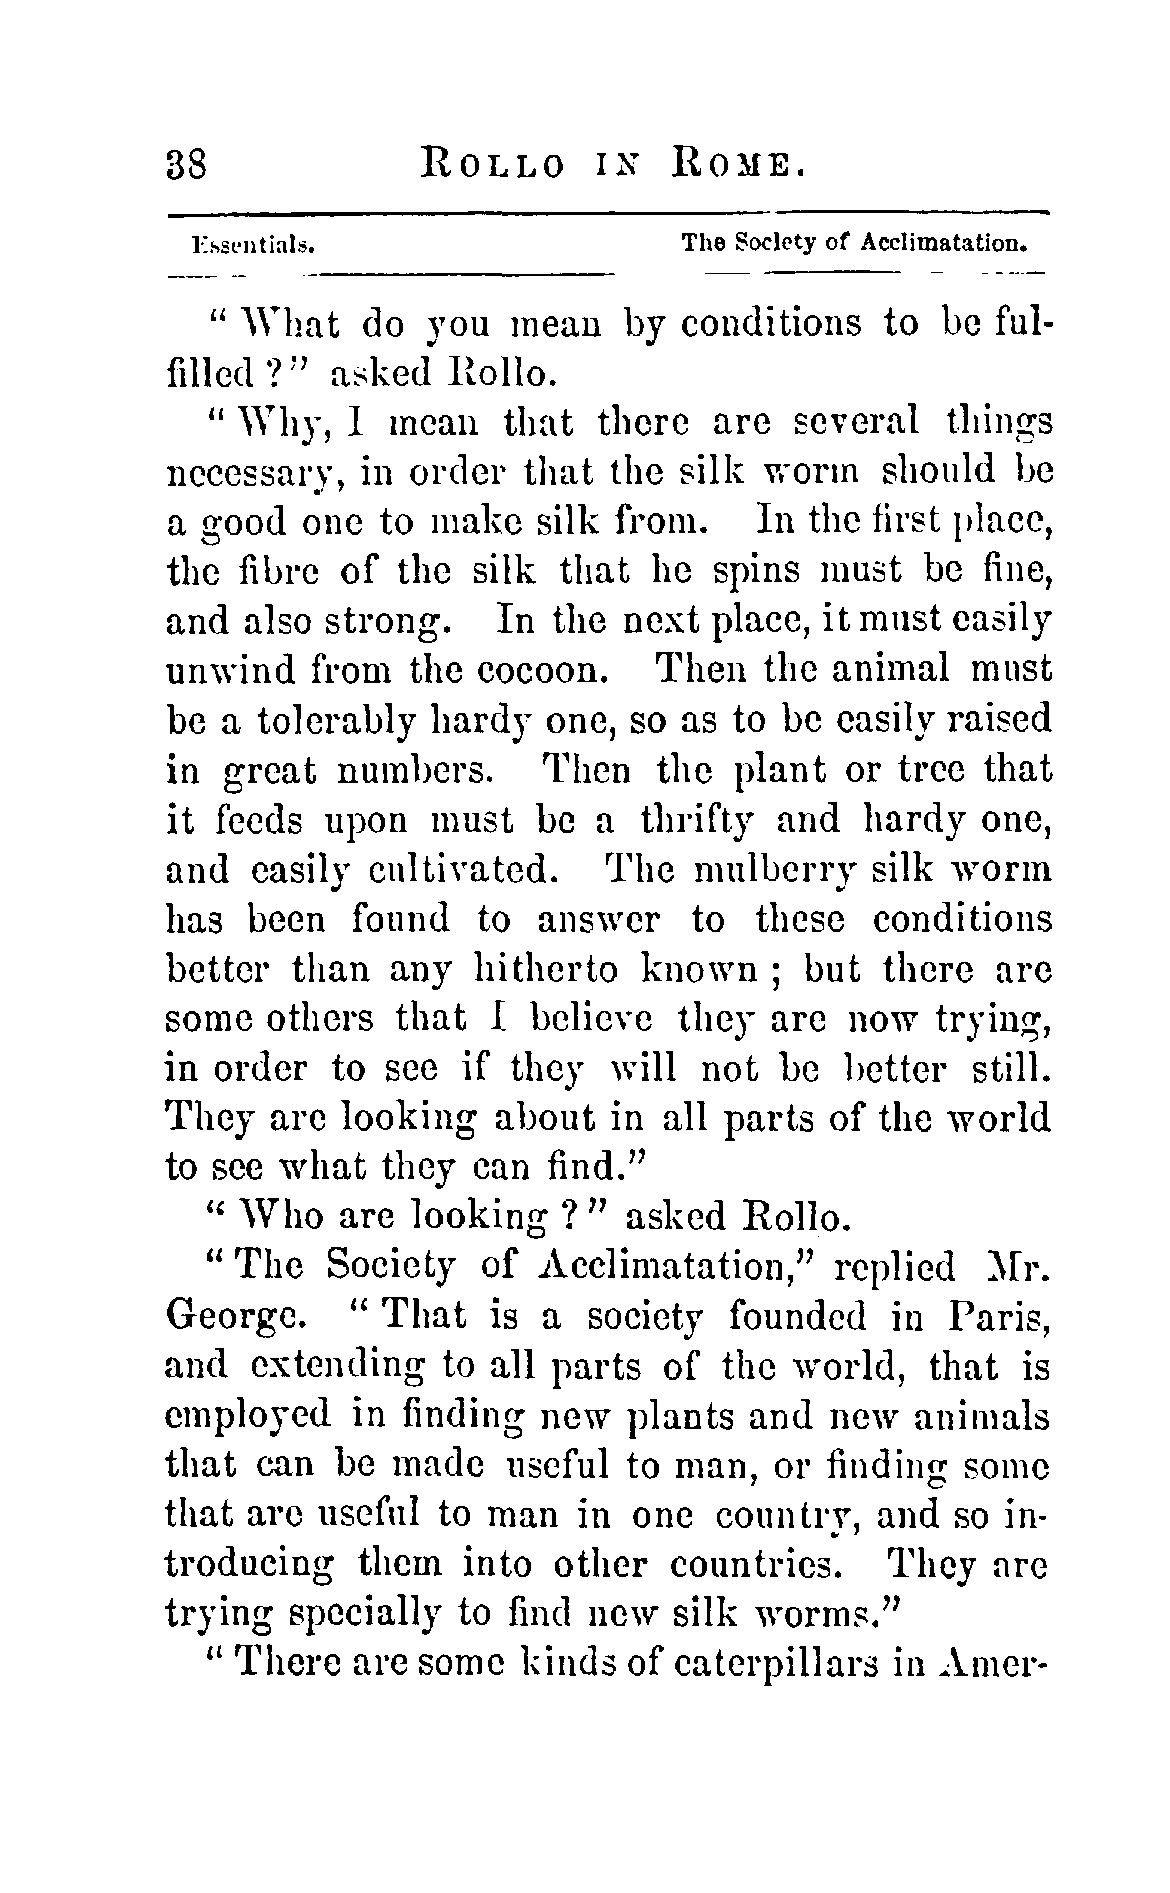 38 ROLLO IN ROME.
Essentials. The Society of Acclimatation.
" What do you mean by conditions to be ful-
filled ?" asked Rollo.
" Why, I mean that there are several things
necessary, in order that the silk worm should be
a good one to make silk from. In the first place,
the fibre of the silk that he spins must be fine,
and also strong. In the next place, it must easily
unwind from the cocoon. Then the animal must
be a tolerably hardy one, so as to be easily raised
in great numbers. Then the plant or tree that
it feeds upon must be a thrifty and hardy one,
and easily cultivated. The mulberry silk worm
has been found to answer to these conditions
better than any hitherto known ; but there are
some others that I believe they are now trying,
in order to see if they will not be better still.
They are looking about in all parts of the world
to see what they can find."
" Who are looking ? " asked Rollo.
" The Society of Acclimatation," replied Mr.
George. " That is a society founded in Paris,
and extending to all parts of the world, that is
employed in finding new plants and new animals
that can be made useful to man, or finding some
that are useful to man in one country, and so in-
troducing them into other countries. They are
trying specially to find new silk worms."
" There are some kinds of caterpillars in Amer-